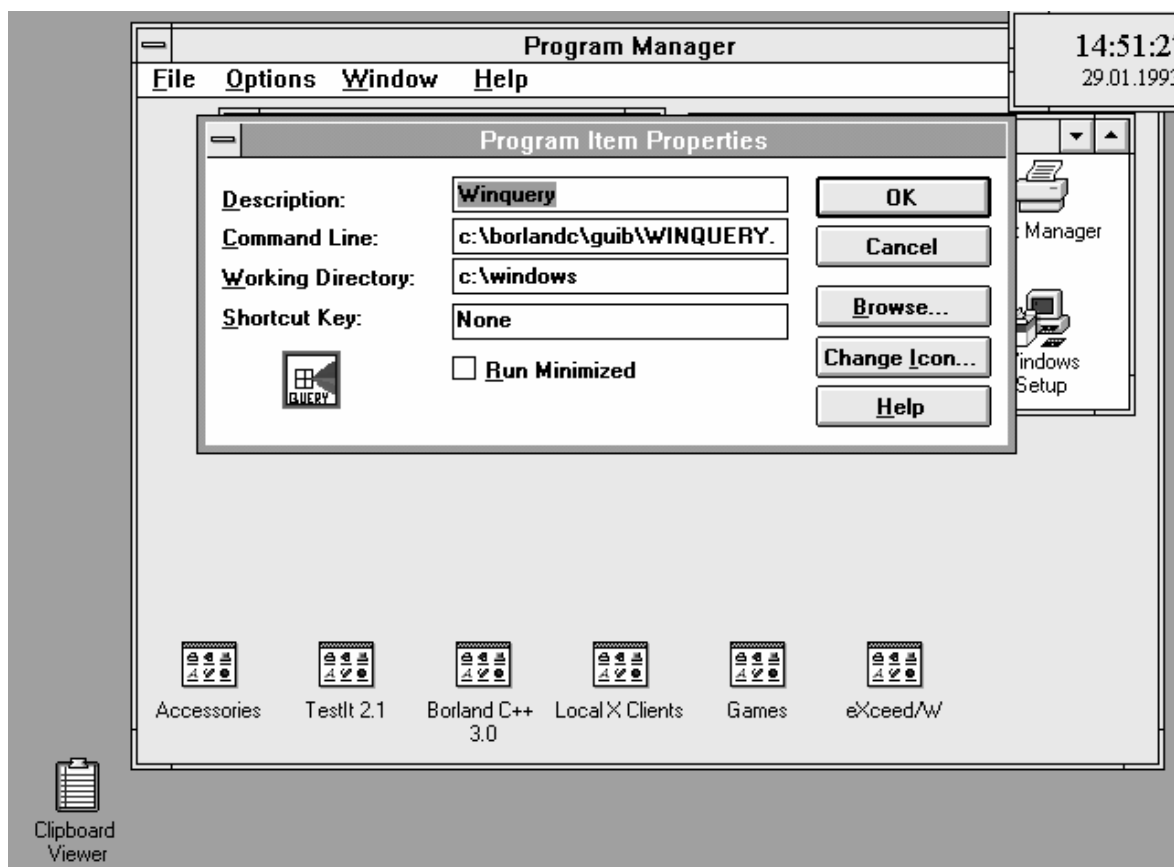 Program Manager
14:51:2
29.01.199
File Options Window Help
Program Item Properties
Description: Winquery
OK
Command Line: c:\borlandc\guib\WINQUERY.
Cancel
Working Directory: c:\windows
Shortcut Key: None
Browse...
Run Minimized
Change Icon...
Help
QUERY
Manager
indows
Setup
Accessories
TestIt 2.1
Borland C++
3.0
Local X Clients
Games
eXceed/W
Clipboard
Viewer